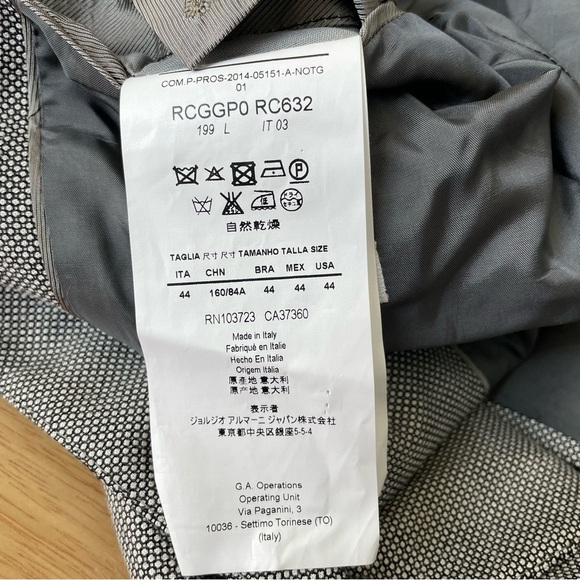 COM.P-PROS-2014-05151-A-NOTG
01
RCGGP0 RC632
199 L IT 03
P
自然乾燥
TAGLIA 尺寸 尺寸 TAMANHO TALLA SIZE
ITA CHN BRA MEX USA
44 160/84A 44 44 44
RN103723 CA37360
Made in Italy
Fabriqué en Italie
Hecho En Italia
Origem Itália
原産地 意大利
原产地 意大利
表示者
ジョルジオ アルマーニ ジャパン株式会社
東京都中央区銀座5-5-4
G.A. Operations
Operating Unit
Via Paganini, 3
10036 - Settimo Torinese (TO)
(Italy)